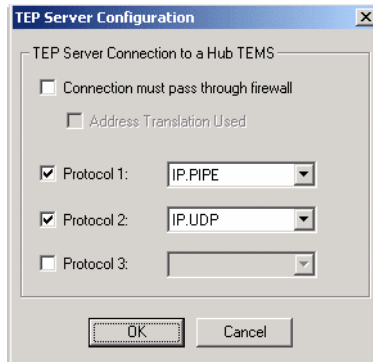 TEP Server Configuration
TEP Server Connection to a Hub TEMS
Connection must pass through firewall
Address Translation Used
Protocol 1: IP.PIPE
Protocol 2: IP.UDP
Protocol 3:
OK Cancel